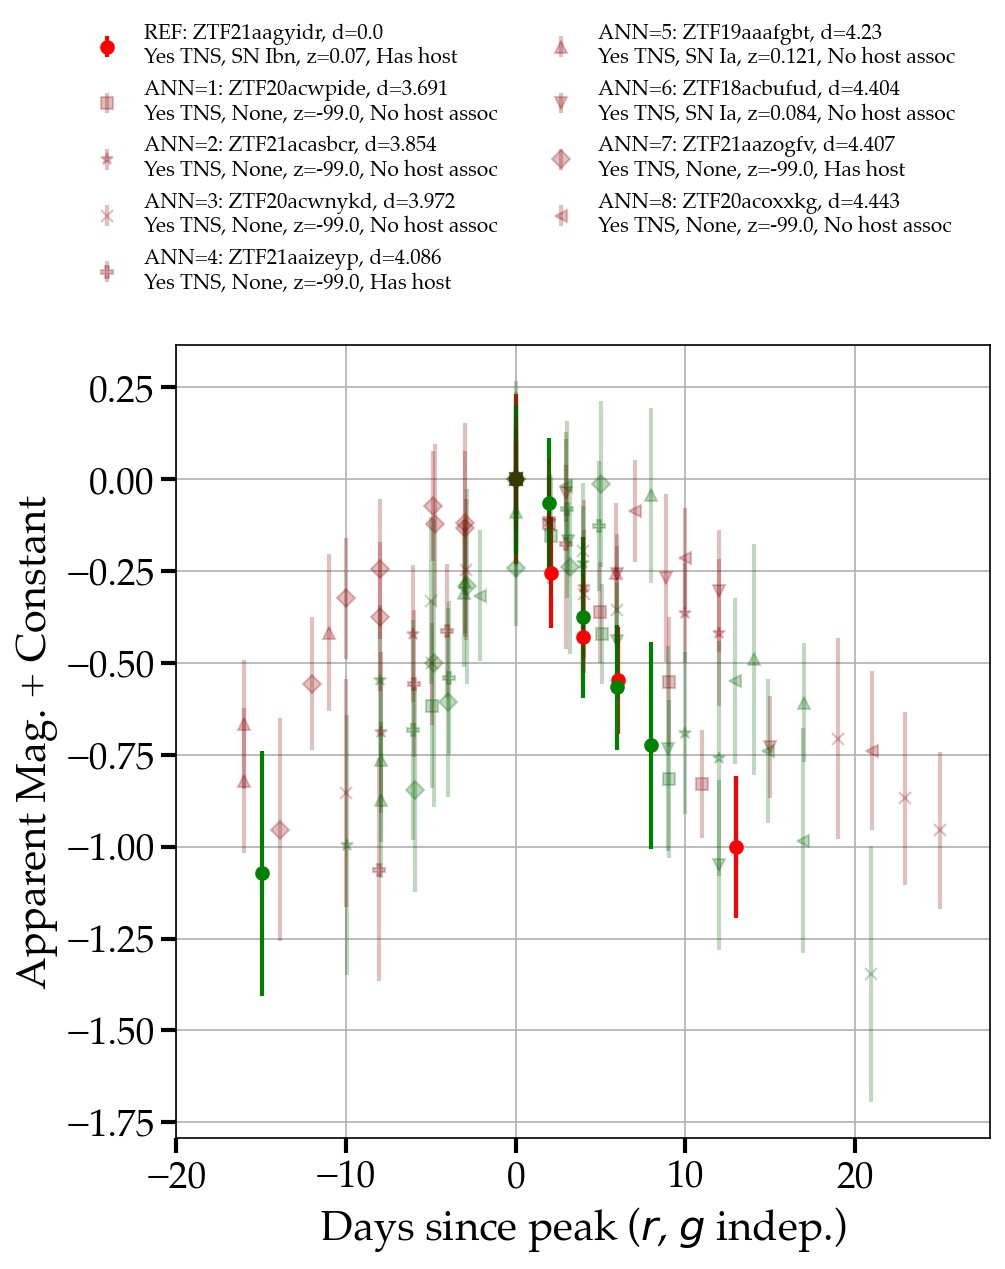 REF: ZTF21aagyidr, d=0.0
Yes TNS, SN Ibn, z=0.07, Has host
ANN=1: ZTF20acwpide, d=3.691
Yes TNS, None, z=-99.0, No host assoc
ANN=2: ZTF21acasbcr, d=3.854
Yes TNS, None, z=-99.0, No host assoc
ANN=3: ZTF20acwnykd, d=3.972
Yes TNS, None, z=-99.0, No host assoc
ANN=4: ZTF21aaizeyp, d=4.086
Yes TNS, None, z=-99.0, Has host
ANN=5: ZTF19aaafgbt, d=4.23
Yes TNS, SN Ia, z=0.121, No host assoc
ANN=6: ZTF18acbufud, d=4.404
Yes TNS, SN Ia, z=0.084, No host assoc
ANN=7: ZTF21aazogfv, d=4.407
Yes TNS, None, z=-99.0, Has host
ANN=8: ZTF20acoxxkg, d=4.443
Yes TNS, None, z=-99.0, No host assoc
Apparent Mag. + Constant
0.25
0.00
−0.25
−0.50
−0.75
−1.00
−1.25
−1.50
−1.75
−20 −10 0 10 20
Days since peak (r, g indep.)